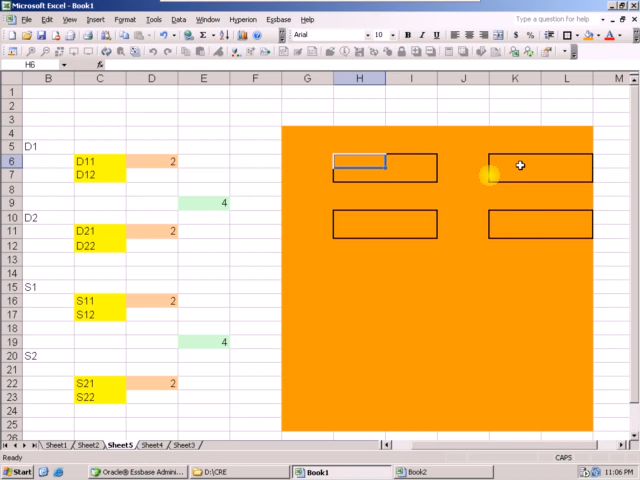 Microsoft Excel - Book1
File Edit View Insert Format Tools Data Window Hyperion Essbase Help
Type a question for help
Arial 10 B I U $ %
H6 fx
B C D E F G H I J K L M
1
2
3
4
5 D1
6 D11 2
7 D12
8
9 4
10 D2
11 D21 2
12 D22
13
14
15 S1
16 S11 2
17 S12
18
19 4
20 S2
21
22 S21 2
23 S22
24
25
26
Sheet1 Sheet2 Sheet5 Sheet4 Sheet3
Ready CAPS
Start Oracle® Essbase Admini... D:\CRE Book1 Book2 11:06 PM